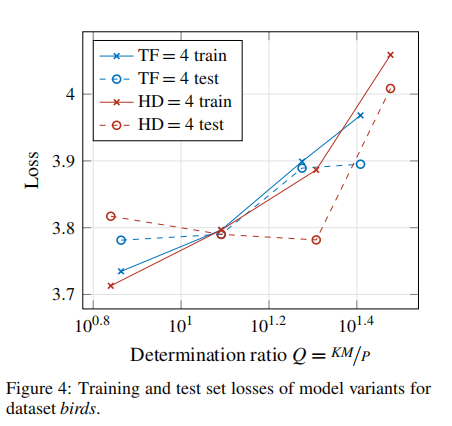 TF = 4 train
TF = 4 test
HD = 4 train
HD = 4 test
4
3.9
3.8
3.7
Loss
10^0.8 10^1 10^1.2 10^1.4
Determination ratio Q = KM/P
Figure 4: Training and test set losses of model variants for
dataset birds.